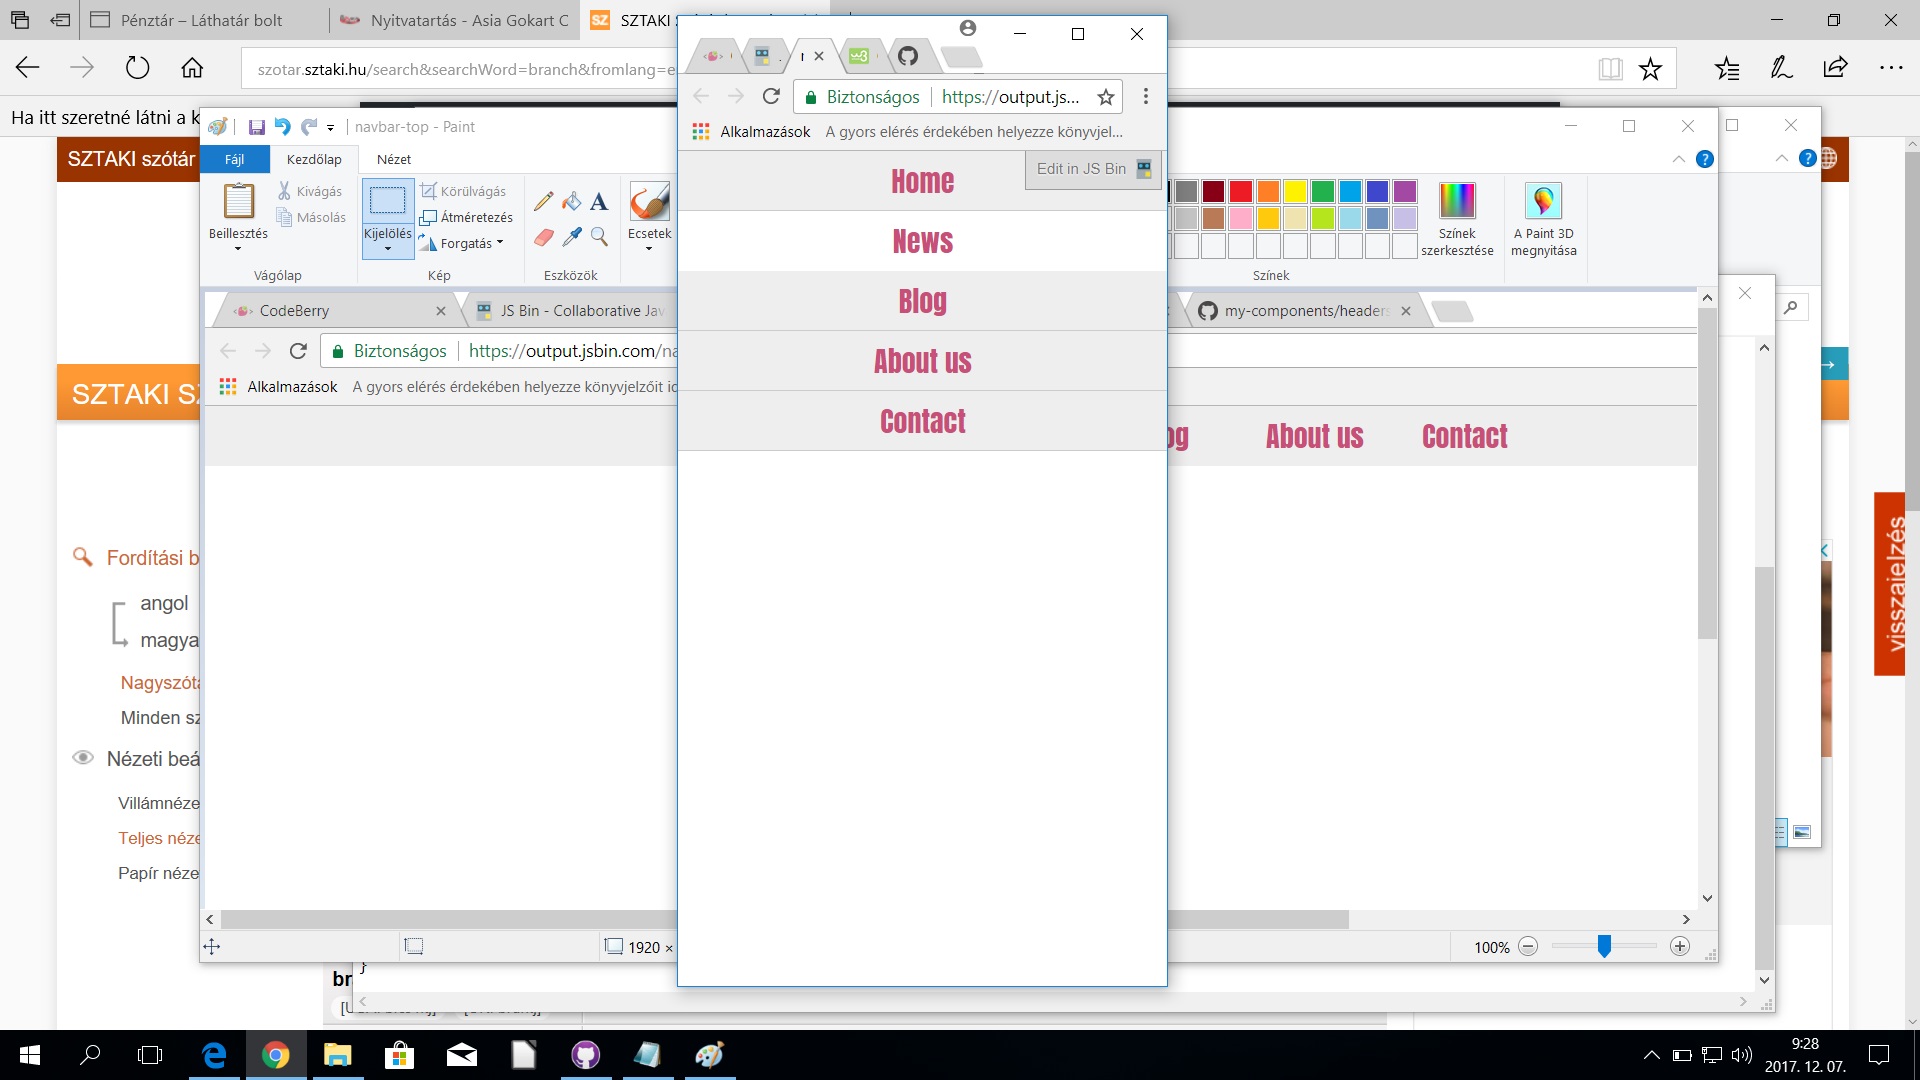 Pénztár – Láthatár bolt
Nyitvatartás - Asia Gokart C
SZTAKI
szotar.sztaki.hu/search&searchWord=branch&fromlang=e
Ha itt szeretné látni a k
SZTAKI szótár
SZTAKI
Fordítási b
angol
magya
Nagyszótá
Minden sz
Nézeti beá
Villámnéze
Teljes néze
Papír néze
visszajelzés
navbar-top - Paint
Fájl
Kezdőlap
Nézet
Beillesztés
Kivágás
Másolás
Vágólap
Kijelölés
Körülvágás
Átméretezés
Forgatás
Kép
Eszközök
Ecsetek
Színek
Színek
szerkesztése
A Paint 3D
megnyitása
CodeBerry
JS Bin - Collaborative Jav
my-components/headers
Biztonságos
https://output.jsbin.com/na
Alkalmazások
A gyors elérés érdekében helyezze könyvjelzőit id
og
About us
Contact
1920 ×
100%
Biztonságos
https://output.js...
Alkalmazások
A gyors elérés érdekében helyezze könyvjel...
Edit in JS Bin
Home
News
Blog
About us
Contact
}
br
9:28
2017. 12. 07.